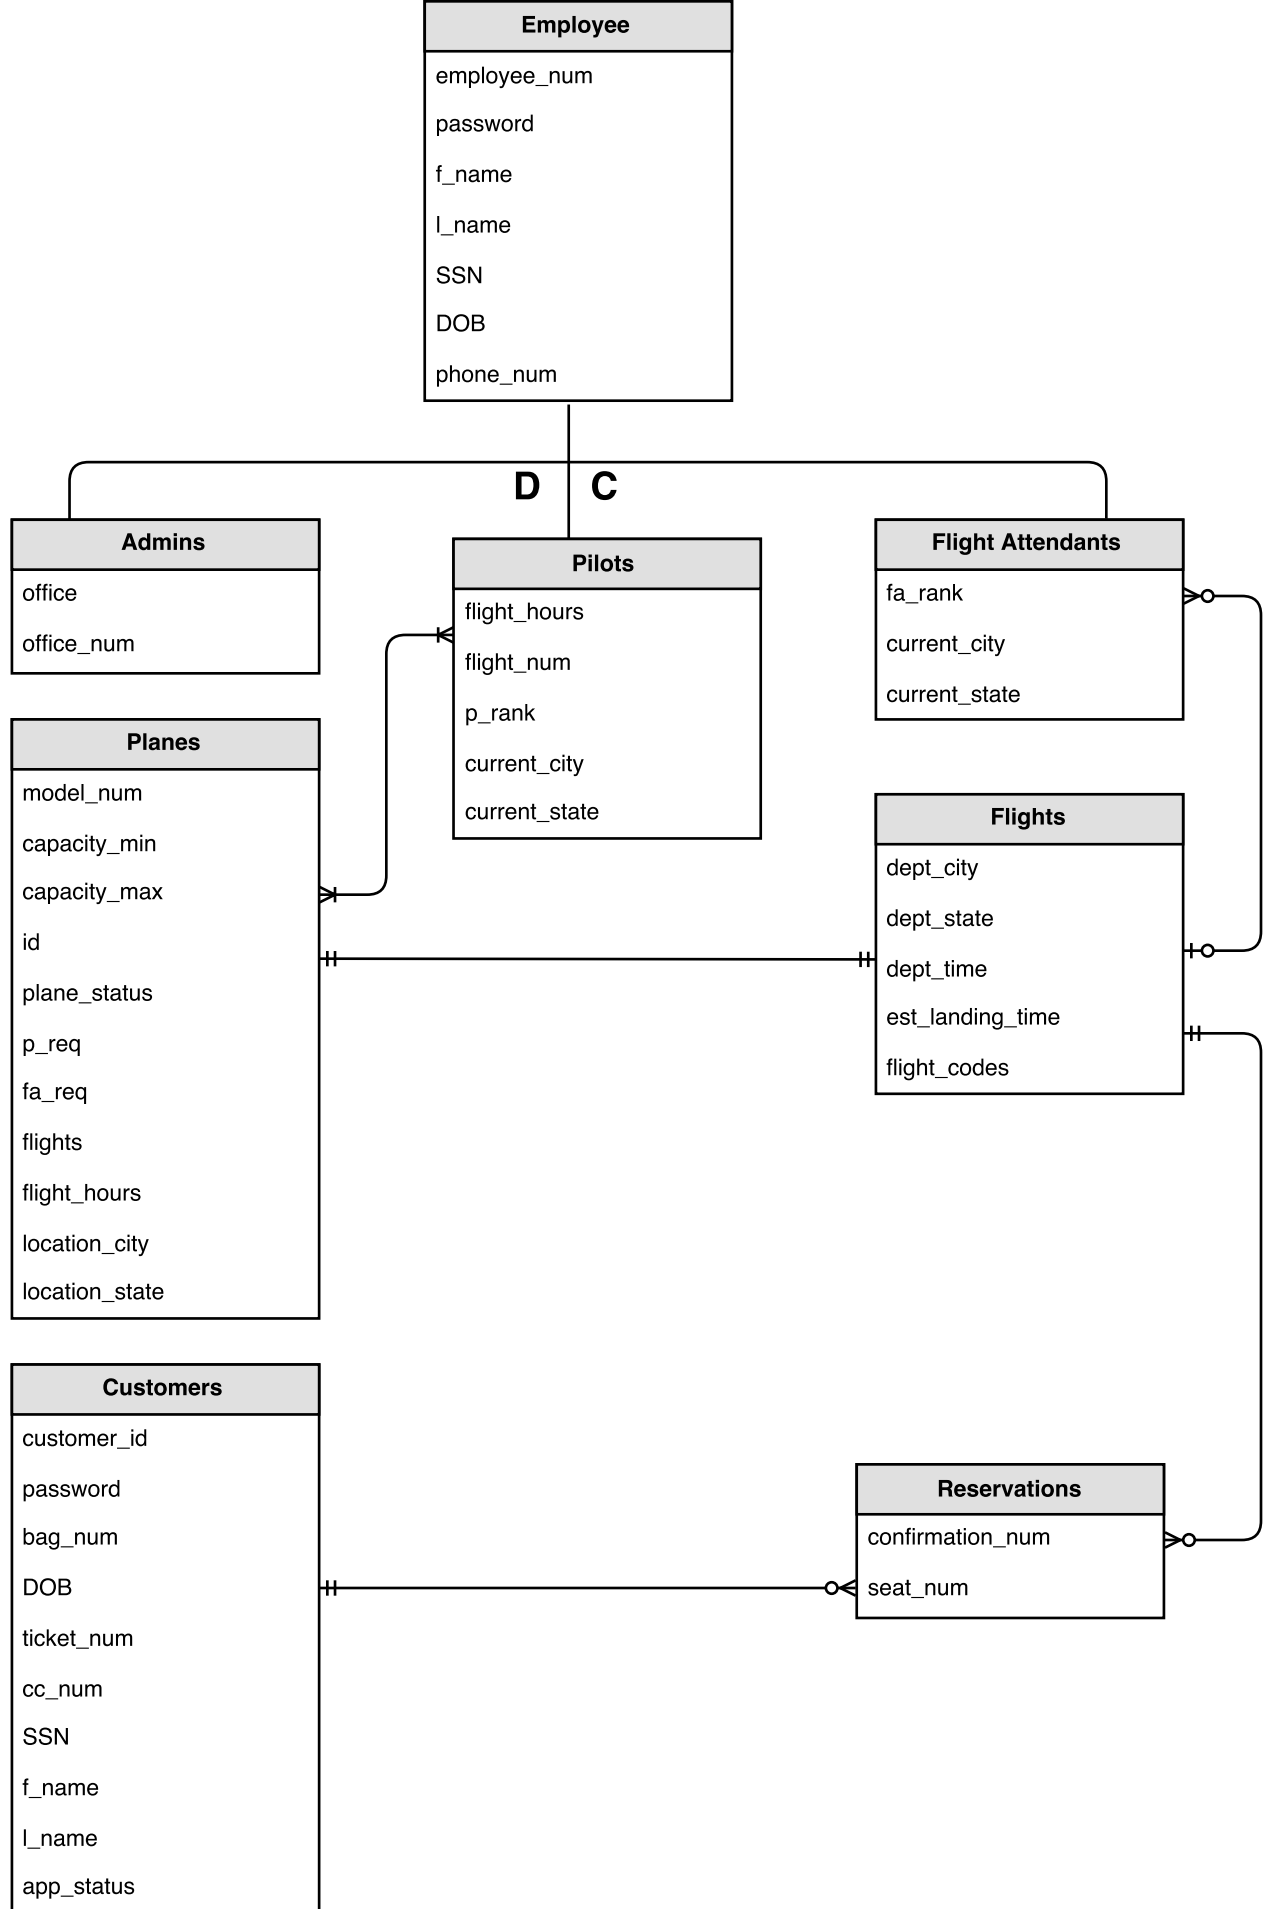 Employee
employee_num
password
f_name
l_name
SSN
DOB
phone_num
D C
Admins
office
office_num
Pilots
flight_hours
flight_num
p_rank
current_city
current_state
Flight Attendants
fa_rank
current_city
current_state
Planes
model_num
capacity_min
capacity_max
id
plane_status
p_req
fa_req
flights
flight_hours
location_city
location_state
Flights
dept_city
dept_state
dept_time
est_landing_time
flight_codes
Customers
customer_id
password
bag_num
DOB
ticket_num
cc_num
SSN
f_name
l_name
app_status
Reservations
confirmation_num
seat_num